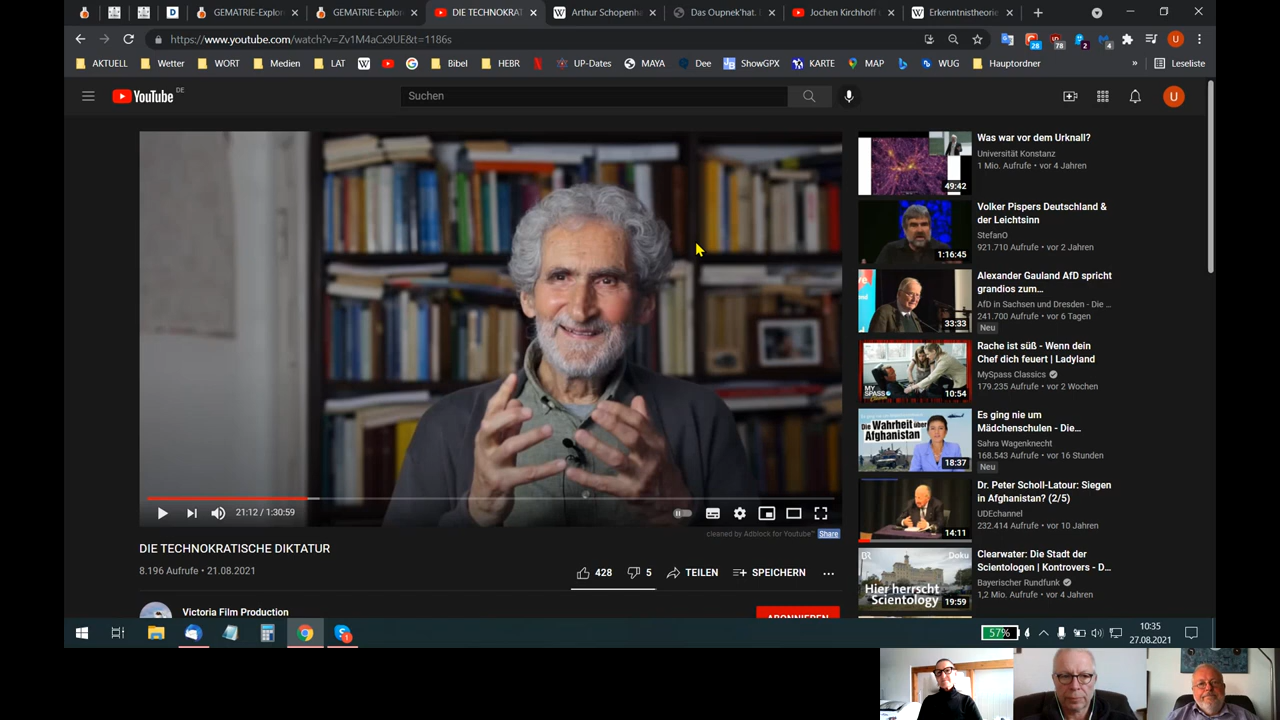 GEMATRIE-Explor
GEMATRIE-Explor
DIE TECHNOKRAT
Arthur Schopenha
Das Oupnek'hat.
Jochen Kirchhoff
Erkenntnistheorie
https://www.youtube.com/watch?v=Zv1M4aCx9UE&t=1186s
28
78
2
4
U
AKTUELL
Wetter
WORT
Medien
LAT
Bibel
HEBR
UP-Dates
MAYA
Dee
ShowGPX
KARTE
MAP
WUG
Hauptordner
»
Leseliste
YouTube DE
Suchen
U
Was war vor dem Urknall?
Universität Konstanz
1 Mio. Aufrufe • vor 4 Jahren
49:42
Volker Pispers Deutschland &
der Leichtsinn
StefanO
921.710 Aufrufe • vor 2 Jahren
1:16:45
Alexander Gauland AfD spricht
grandios zum...
AfD in Sachsen und Dresden - Die ...
241.700 Aufrufe • vor 6 Tagen
Neu
33:33
Rache ist süß - Wenn dein
Chef dich feuert | Ladyland
MySpass Classics
179.235 Aufrufe • vor 2 Wochen
MY SPASS
10:54
Es ging nie um
Mädchenschulen - Die...
Sahra Wagenknecht
168.543 Aufrufe • vor 16 Stunden
Neu
Die Wahrheit über
Afghanistan
18:37
Dr. Peter Scholl-Latour: Siegen
in Afghanistan? (2/5)
UDEchannel
232.414 Aufrufe • vor 10 Jahren
14:11
Clearwater: Die Stadt der
Scientologen | Kontrovers - D...
Bayerischer Rundfunk
1,2 Mio. Aufrufe • vor 4 Jahren
BR
Doku
Hier herrscht
Scientology
19:59
21:12 / 1:30:59
cleaned by Adblock for Youtube™ Share
DIE TECHNOKRATISCHE DIKTATUR
8.196 Aufrufe • 21.08.2021
428
5
TEILEN
SPEICHERN
Victoria Film Production
ABONNIEREN
57%
10:35
27.08.2021